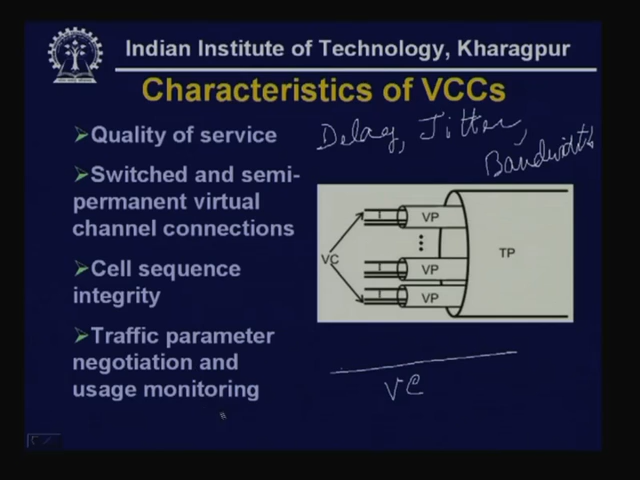 Indian Institute of Technology, Kharagpur
Characteristics of VCCs
➢Quality of service
Delay, Jitter,
Bandwidth
➢Switched and semi-
permanent virtual
channel connections
➢Cell sequence
integrity
➢Traffic parameter
negotiation and
usage monitoring
VP
VC
VP
VP
TP
VC